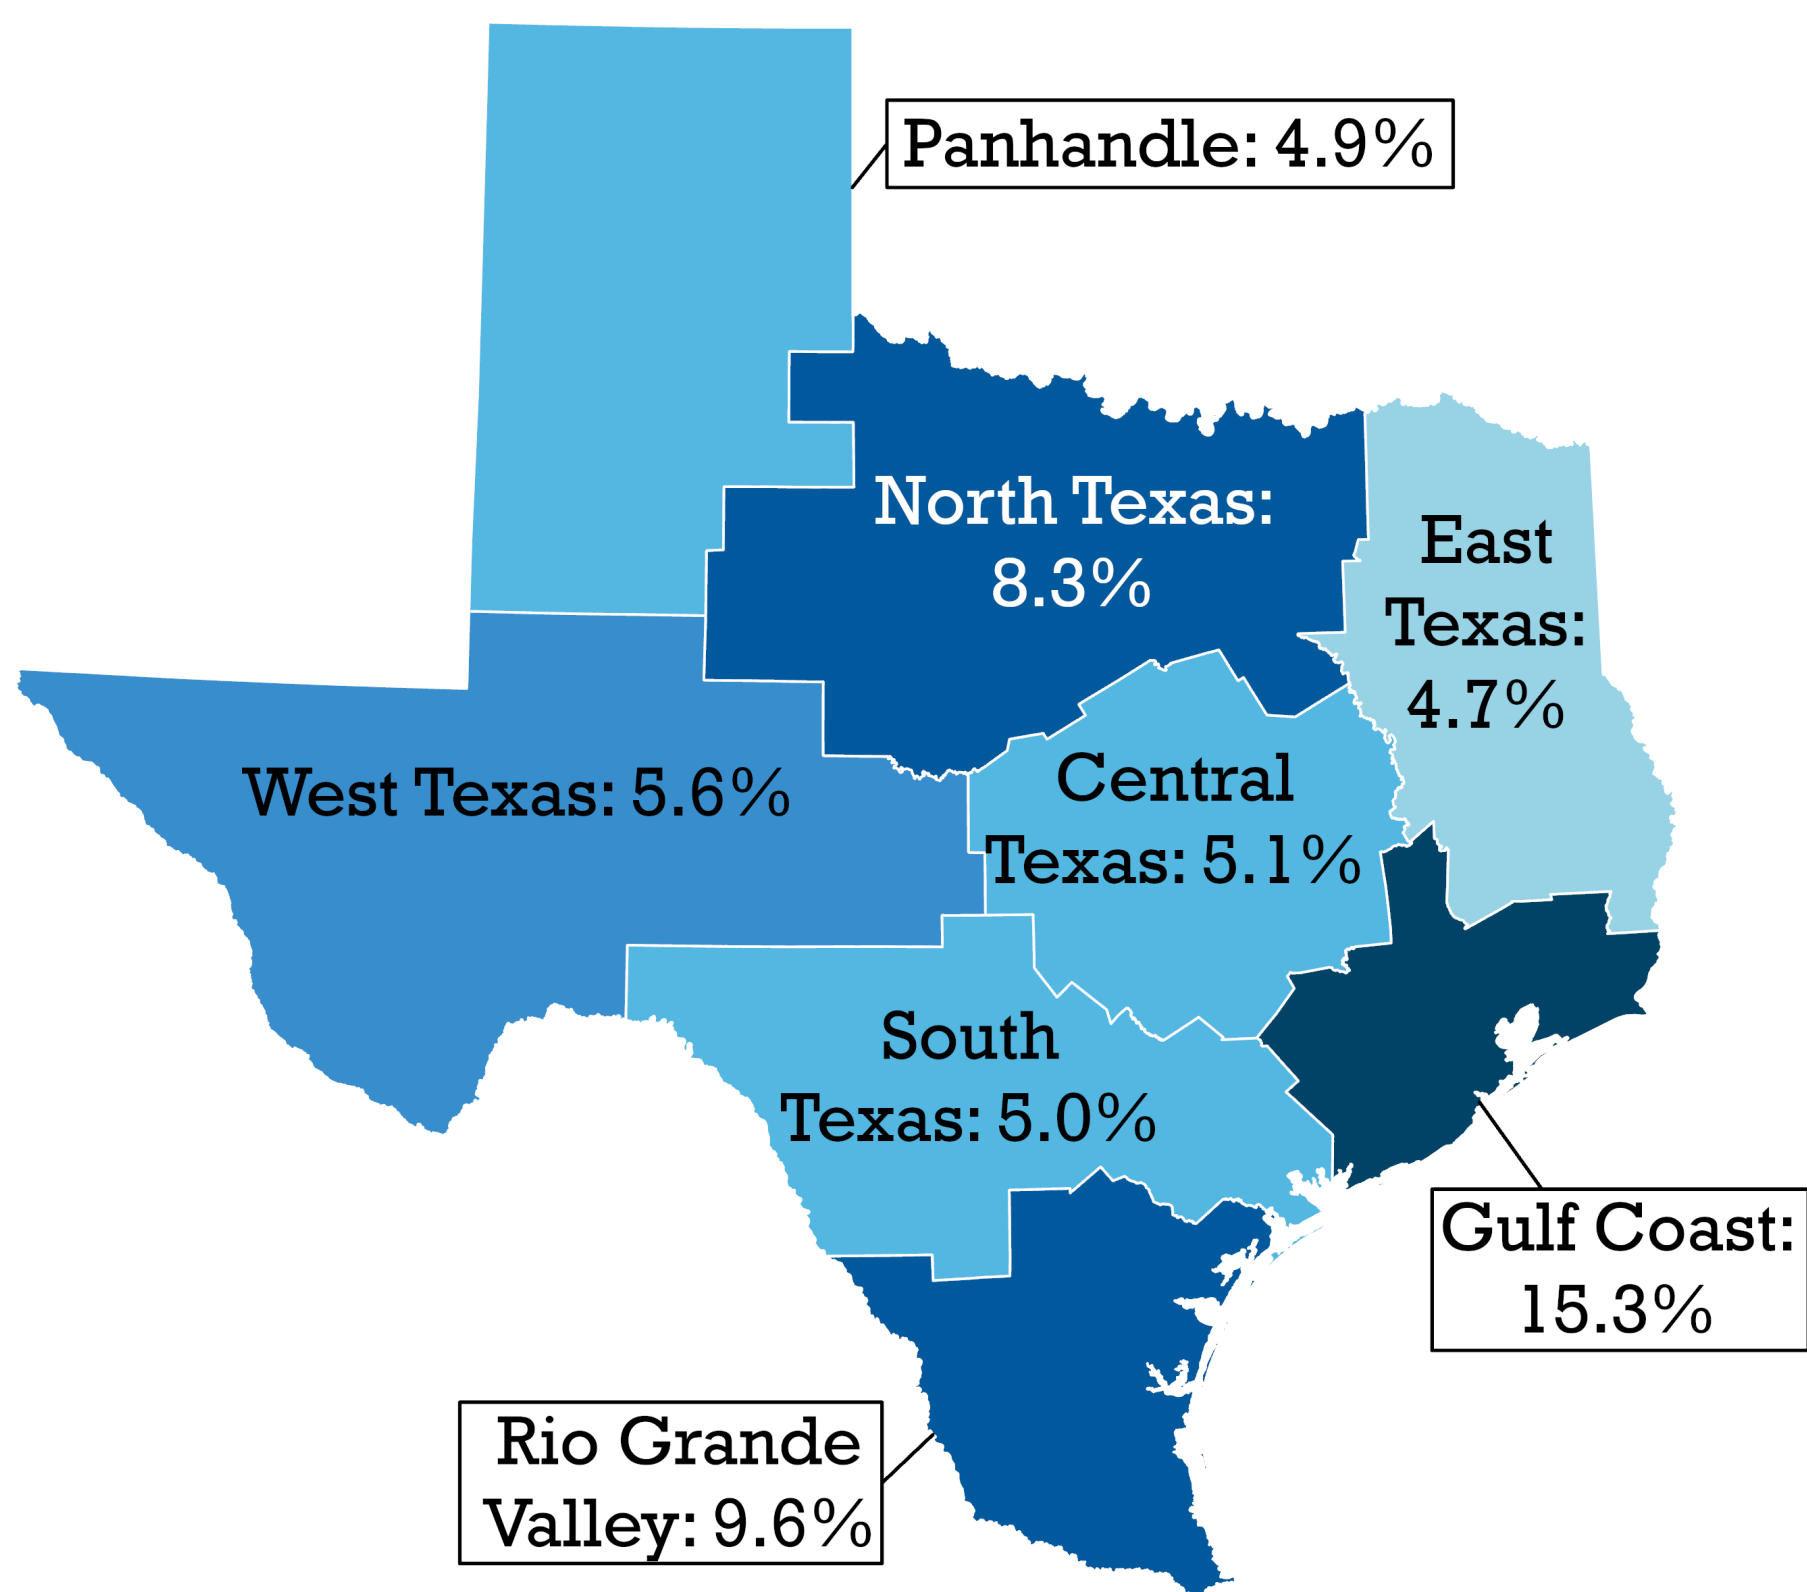 Panhandle: 4.9%
North Texas:
8.3%
East
Texas:
4.7%
West Texas: 5.6%
Central
Texas: 5.1%
South
Texas: 5.0%
Gulf Coast:
15.3%
Rio Grande
Valley: 9.6%